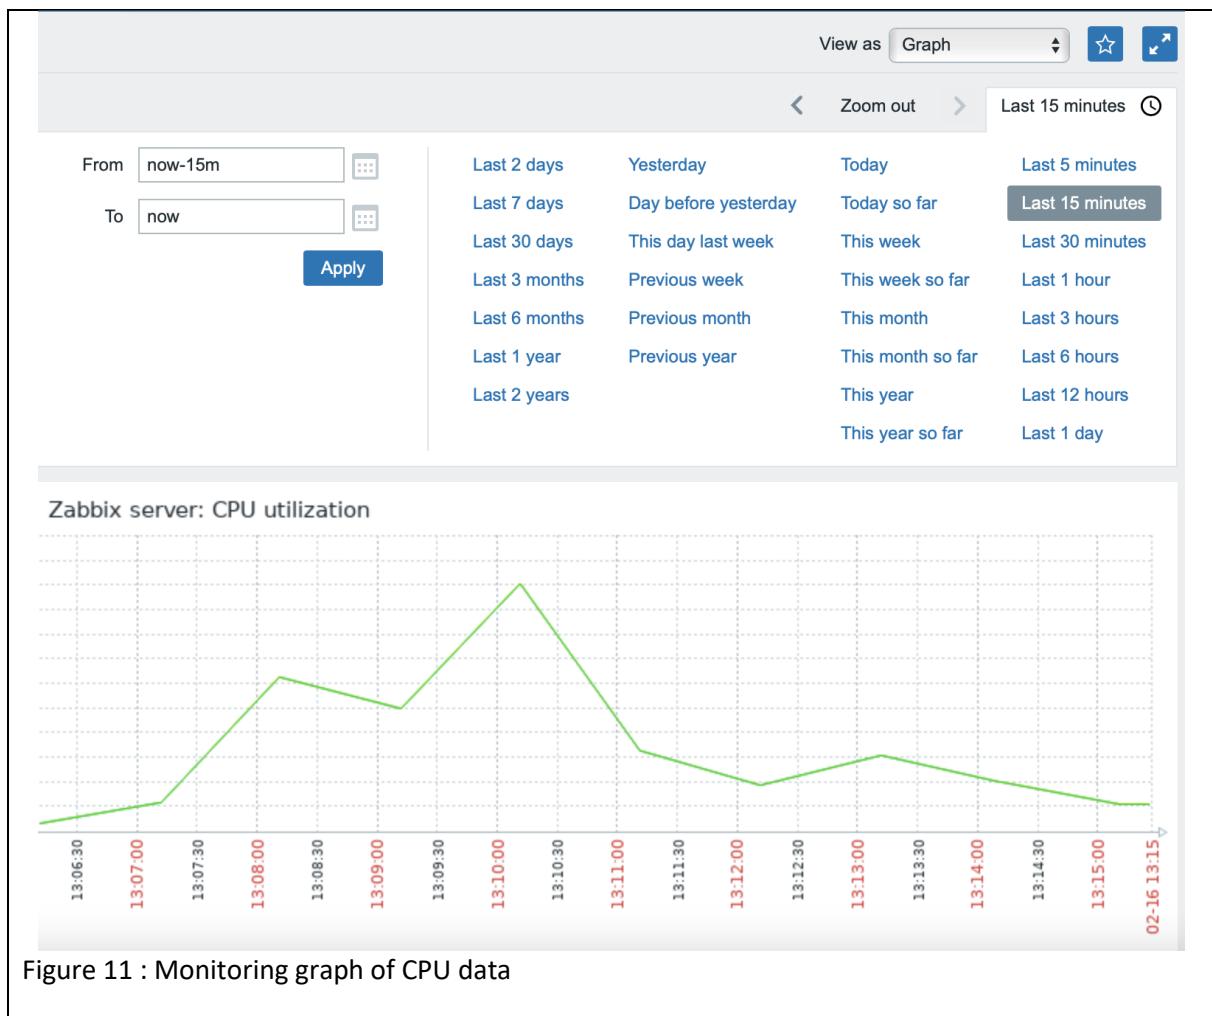 View as Graph
Zoom out Last 15 minutes
From now-15m
To now
Apply
Last 2 days Yesterday Today Last 5 minutes
Last 7 days Day before yesterday Today so far Last 15 minutes
Last 30 days This day last week This week Last 30 minutes
Last 3 months Previous week This week so far Last 1 hour
Last 6 months Previous month This month Last 3 hours
Last 1 year Previous year This month so far Last 6 hours
Last 2 years This year Last 12 hours
This year so far Last 1 day
Zabbix server: CPU utilization
13:06:30
13:07:00
13:07:30
13:08:00
13:08:30
13:09:00
13:09:30
13:10:00
13:10:30
13:11:00
13:11:30
13:12:00
13:12:30
13:13:00
13:13:30
13:14:00
13:14:30
13:15:00
02-16 13:15
Figure 11 : Monitoring graph of CPU data